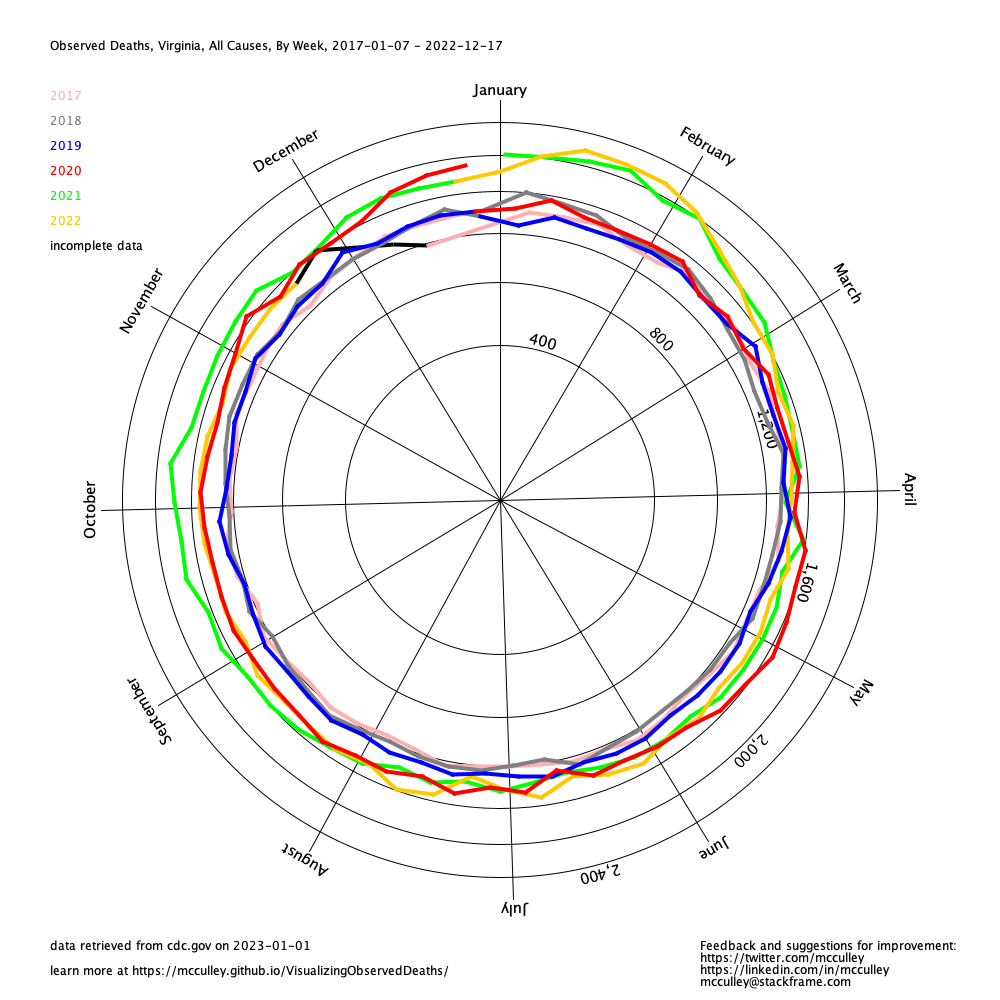 Observed Deaths, Virginia, All Causes, By Week, 2017-01-07 - 2022-12-17
2017
2018
2019
2020
2021
2022
incomplete data
January
February
March
April
May
June
July
August
September
October
November
December
400
800
1,200
1,600
2,000
2,400
data retrieved from cdc.gov on 2023-01-01
learn more at https://mcculley.github.io/VisualizingObservedDeaths/
Feedback and suggestions for improvement:
https://twitter.com/mcculley
https://linkedin.com/in/mcculley
mcculley@stackframe.com